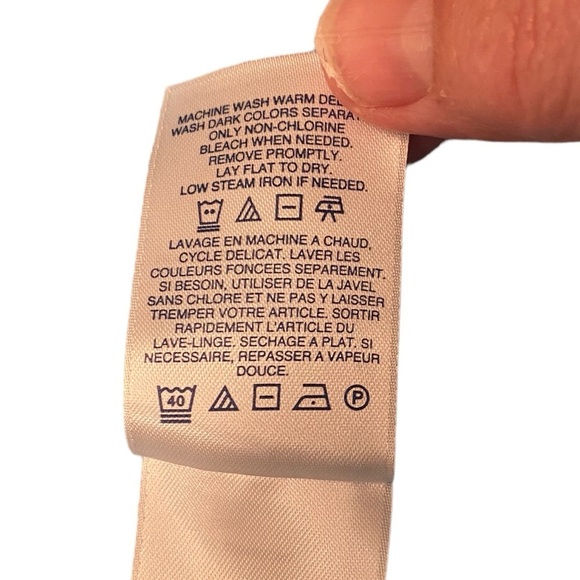 MACHINE WASH WARM
WASH DARK COLORS
ONLY NON-CHLORINE
BLEACH WHEN NEEDED.
REMOVE PROMPTLY.
LAY FLAT TO DRY.
LOW STEAM IRON IF NEEDED.
LAVAGE EN MACHINE A CHAUD,
CYCLE DELICAT. LAVER LES
COULEURS FONCEES SEPAREMENT.
SI BESOIN, UTILISER DE LA JAVEL
SANS CHLORE ET NE PAS Y LAISSER
TREMPER VOTRE ARTICLE. SORTIR
RAPIDEMENT L'ARTICLE DU
LAVE-LINGE. SECHAGE A PLAT. SI
NECESSAIRE, REPASSER A VAPEUR
DOUCE.
40 P